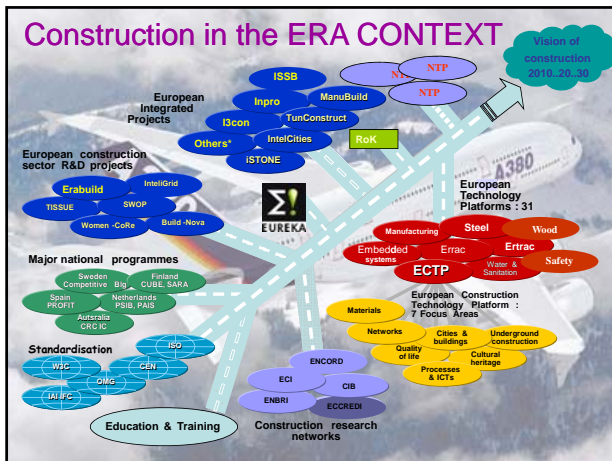 Construction in the ERA CONTEXT
Vision of
construction
2010..20..30
NTP
NTP
NTP
European
Integrated
Projects
ISSB
ManuBuild
Inpro
TunConstruct
I3con
IntelCities
Others*
iSTONE
RoK
A380
European construction
sector R&D projects
InteliGrid
Erabuild
TISSUE
SWOP
Women -CoRe
Build -Nova
Σ!
EUREKA
European
Technology
Platforms : 31
Manufacturing
Steel
Wood
Embedded
systems
Errac
Ertrac
ECTP
Water &
Sanitation
Safety
Major national programmes
Sweden
Competitive Blg
Finland
CUBE, SARA
Spain
PROFIT
Netherlands
PSIB, PAIS
Autsralia
CRC IC
European Construction
Technology Platform :
7 Focus Areas
Materials
Networks
Cities &
buildings
Underground
construction
Quality
of life
Cultural
heritage
Processes
& ICTs
Standardisation
ISO
W3C
CEN
OMG
IAI IFC
ENCORD
ECI
CIB
ENBRI
ECCREDI
Construction research
networks
Education & Training